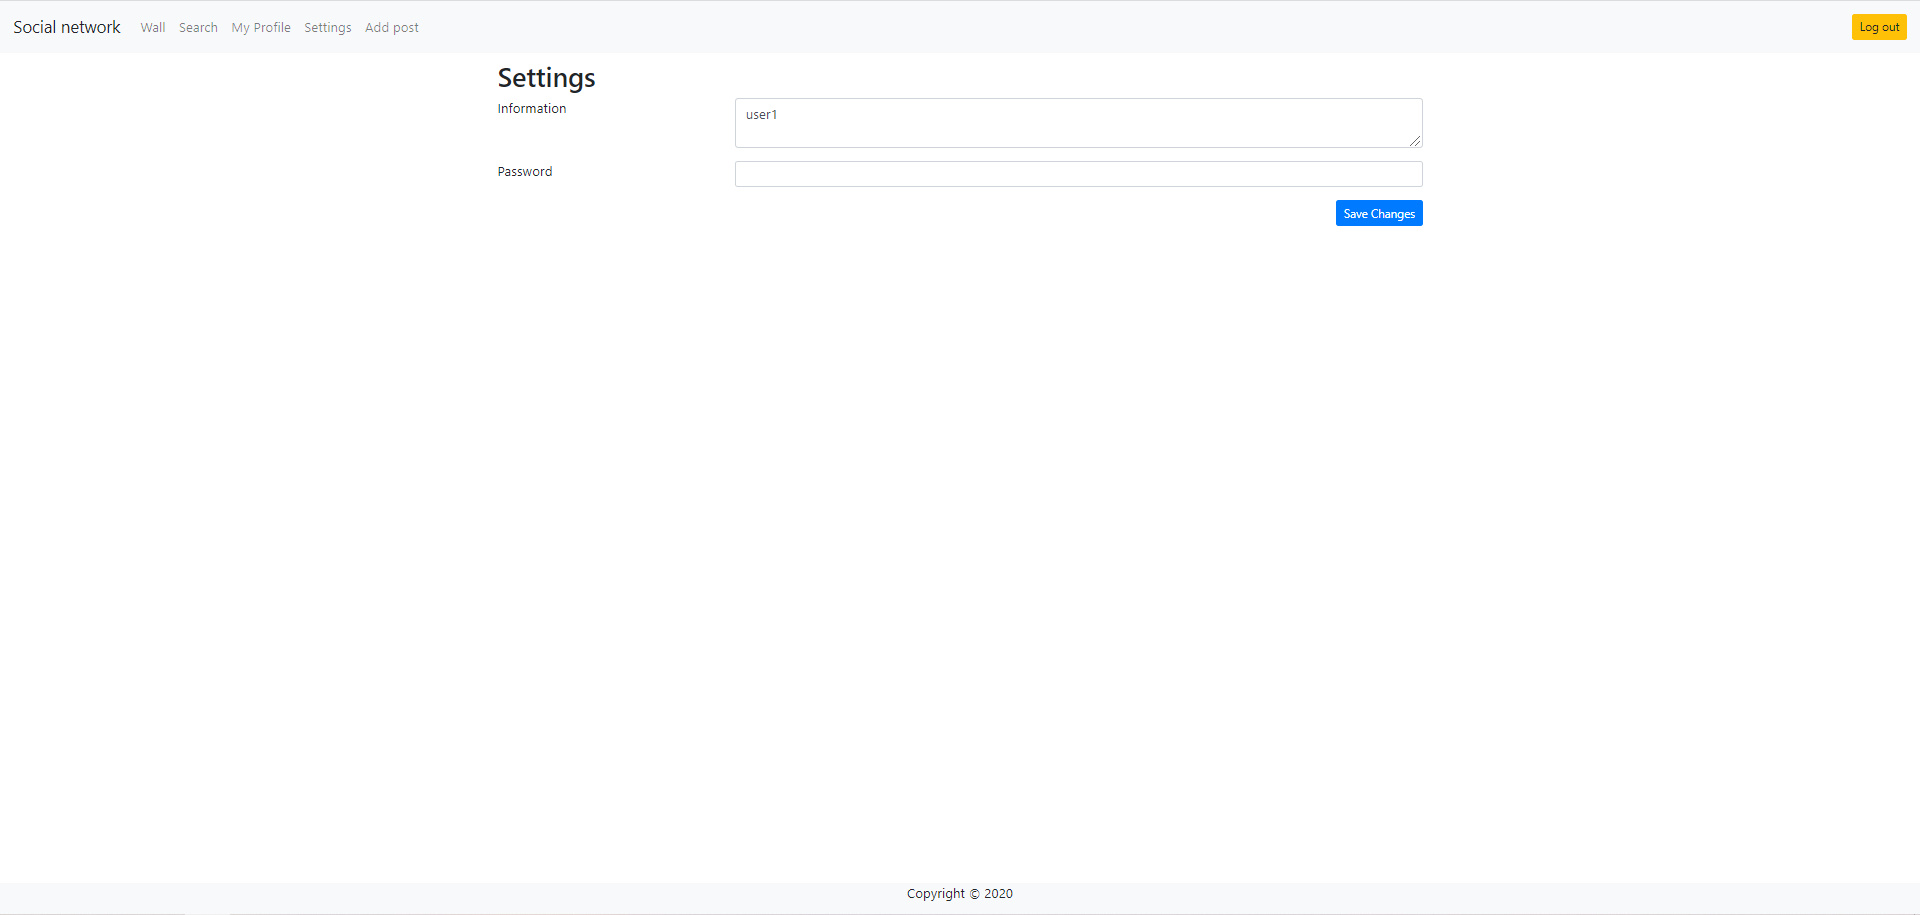 Social network Wall Search My Profile Settings Add post Log out
Settings
Information user1
Password
Save Changes
Copyright © 2020